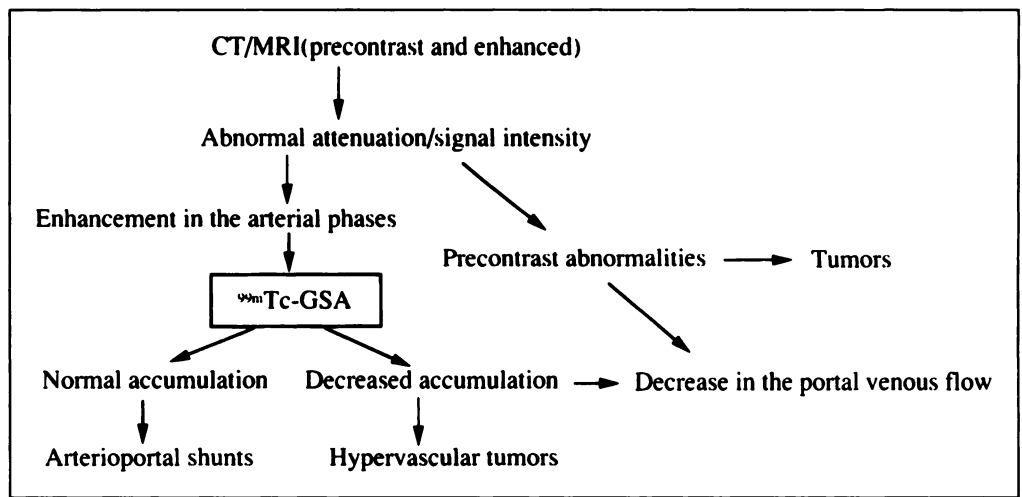 CT/MRI(precontrast and enhanced)
Abnormal attenuation/signal intensity
Enhancement in the arterial phases
Precontrast abnormalities
Tumors
99mTc-GSA
Normal accumulation
Decreased accumulation
Decrease in the portal venous flow
Arterioportal shunts
Hypervascular tumors